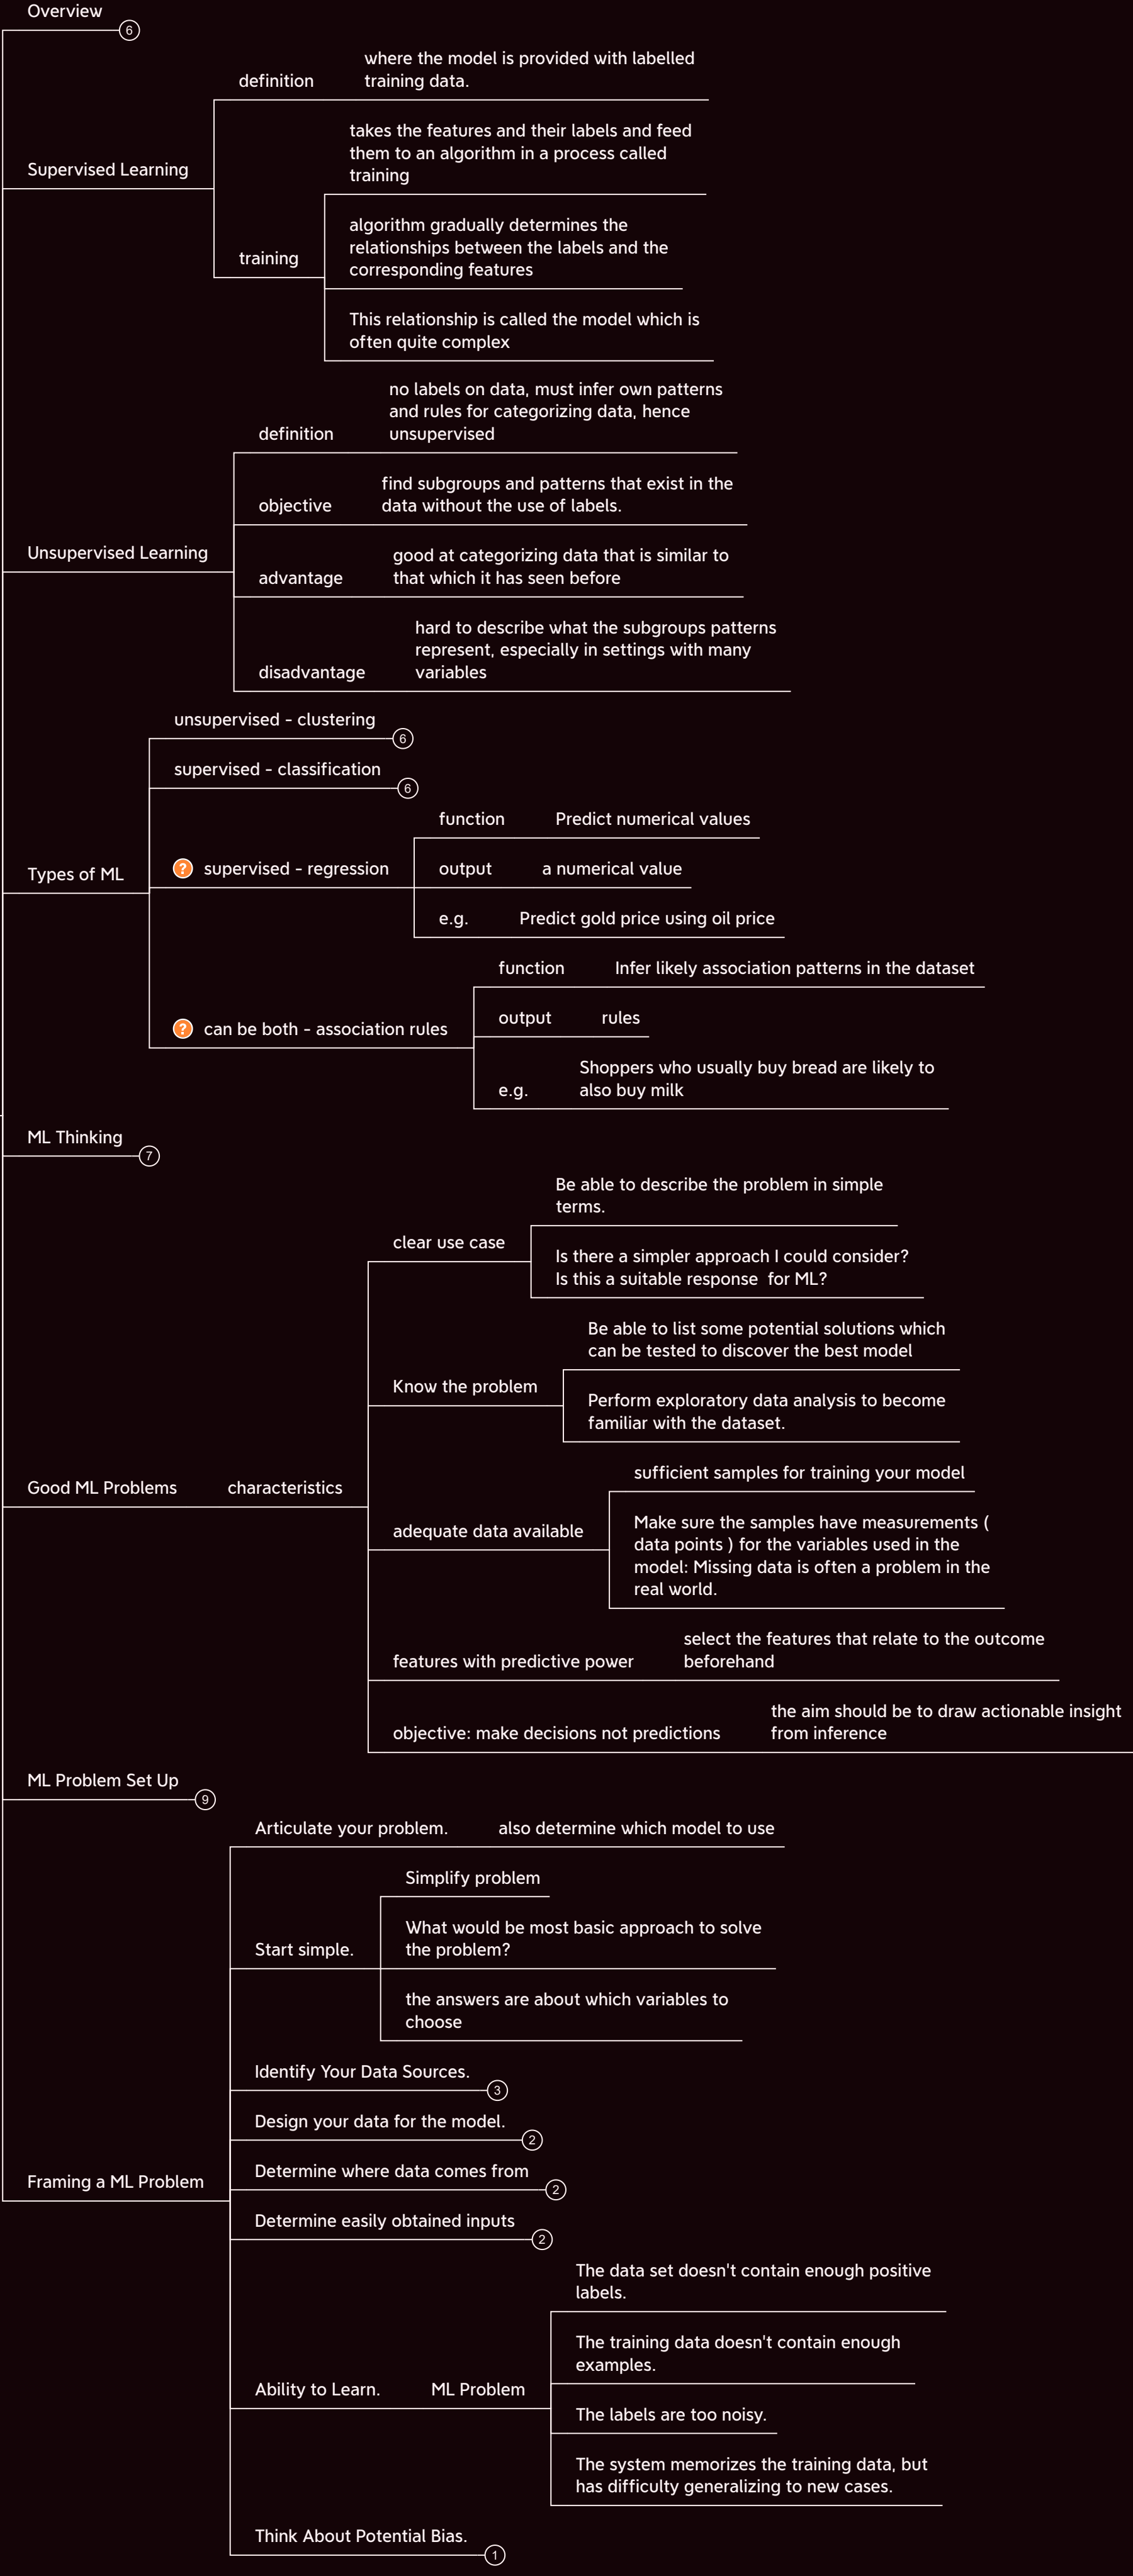 Overview
6
where the model is provided with labelled
definition
training data.
takes the features and their labels and feed
them to an algorithm in a process called
training
Supervised Learning
algorithm gradually determines the
relationships between the labels and the
training
corresponding features
This relationship is called the model which is
often quite complex
no labels on data, must infer own patterns
and rules for categorizing data, hence
definition
unsupervised
find subgroups and patterns that exist in the
objective
data without the use of labels.
Unsupervised Learning
good at categorizing data that is similar to
advantage
that which it has seen before
hard to describe what the subgroups patterns
represent, especially in settings with many
disadvantage
variables
unsupervised - clustering
6
supervised - classification
6
function
Predict numerical values
Types of ML
? supervised - regression
output
a numerical value
e.g.
Predict gold price using oil price
function
Infer likely association patterns in the dataset
? can be both - association rules
output
rules
Shoppers who usually buy bread are likely to
e.g.
also buy milk
ML Thinking
7
Be able to describe the problem in simple
terms.
clear use case
Is there a simpler approach I could consider?
Is this a suitable response  for ML?
Be able to list some potential solutions which
can be tested to discover the best model
Know the problem
Perform exploratory data analysis to become
familiar with the dataset.
Good ML Problems
characteristics
sufficient samples for training your model
adequate data available
Make sure the samples have measurements (
data points ) for the variables used in the
model: Missing data is often a problem in the
real world.
select the features that relate to the outcome
features with predictive power
beforehand
the aim should be to draw actionable insight
objective: make decisions not predictions
from inference
ML Problem Set Up
9
Articulate your problem.
also determine which model to use
Simplify problem
What would be most basic approach to solve
Start simple.
the problem?
the answers are about which variables to
choose
Identify Your Data Sources.
3
Design your data for the model.
2
Determine where data comes from
2
Framing a ML Problem
Determine easily obtained inputs
2
The data set doesn't contain enough positive
labels.
The training data doesn't contain enough
examples.
Ability to Learn.
ML Problem
The labels are too noisy.
The system memorizes the training data, but
has difficulty generalizing to new cases.
Think About Potential Bias.
1